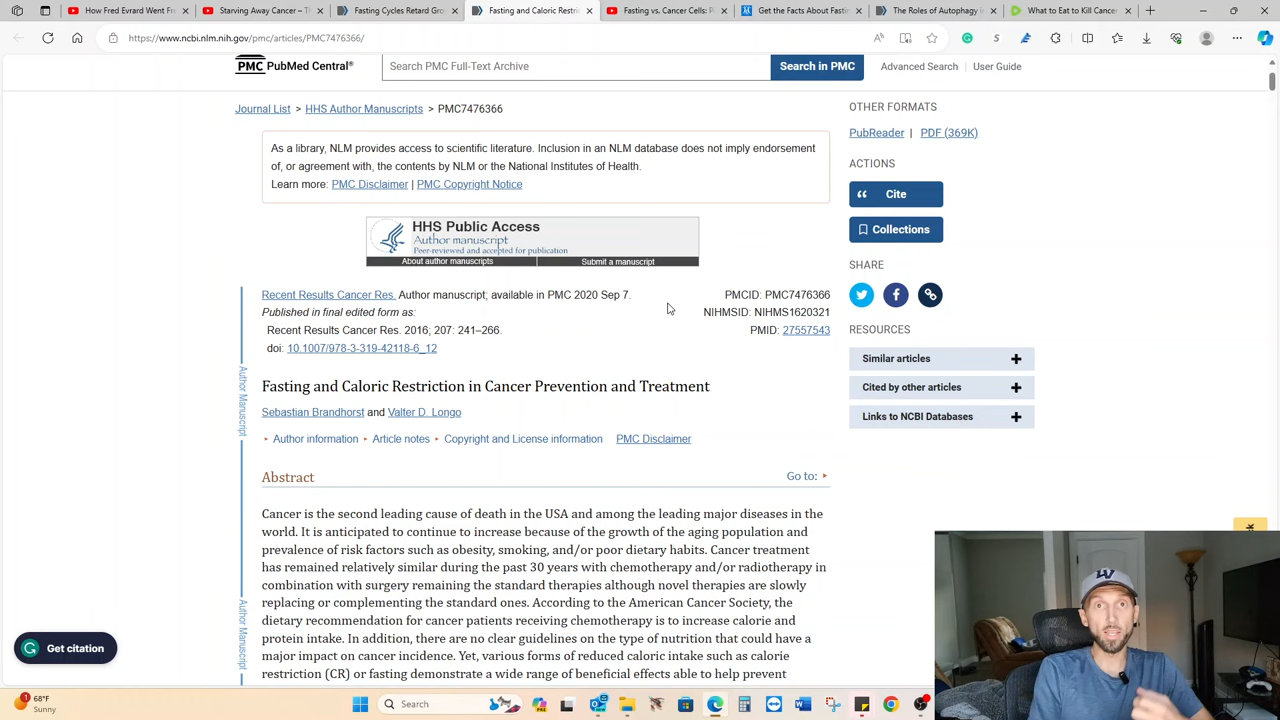 How Fred Evrard Went Fro
Starving Away Cancer – Th
Fasting Cycles Retard Gro
Fasting and Caloric Restric
Fasting vs. Cancer Cells: P
Get the Facts About Fastin
The Roles of Autophagy in
What to Eat to Kill Cancer
https://www.ncbi.nlm.nih.gov/pmc/articles/PMC7476366/
PMC PubMed Central®
Search PMC Full-Text Archive
Search in PMC
Advanced Search
User Guide
Journal List > HHS Author Manuscripts > PMC7476366
As a library, NLM provides access to scientific literature. Inclusion in an NLM database does not imply endorsement
of, or agreement with, the contents by NLM or the National Institutes of Health.
Learn more: PMC Disclaimer | PMC Copyright Notice
HHS Public Access
Author manuscript
Peer-reviewed and accepted for publication
About author manuscripts
Submit a manuscript
Recent Results Cancer Res. Author manuscript; available in PMC 2020 Sep 7.
Published in final edited form as:
Recent Results Cancer Res. 2016; 207: 241–266.
doi: 10.1007/978-3-319-42118-6_12
PMCID: PMC7476366
NIHMSID: NIHMS1620321
PMID: 27557543
Fasting and Caloric Restriction in Cancer Prevention and Treatment
Sebastian Brandhorst and Valter D. Longo
Author information
Article notes
Copyright and License information
PMC Disclaimer
Abstract
Go to:
Cancer is the second leading cause of death in the USA and among the leading major diseases in the
world. It is anticipated to continue to increase because of the growth of the aging population and
prevalence of risk factors such as obesity, smoking, and/or poor dietary habits. Cancer treatment
has remained relatively similar during the past 30 years with chemotherapy and/or radiotherapy in
combination with surgery remaining the standard therapies although novel therapies are slowly
replacing or complementing the standard ones. According to the American Cancer Society, the
dietary recommendation for cancer patients receiving chemotherapy is to increase calorie and
protein intake. In addition, there are no clear guidelines on the type of nutrition that could have a
major impact on cancer incidence. Yet, various forms of reduced caloric intake such as calorie
restriction (CR) or fasting demonstrate a wide range of beneficial effects able to help prevent
Author Manuscript
Author Manuscript
OTHER FORMATS
PubReader | PDF (369K)
ACTIONS
Cite
Collections
SHARE
RESOURCES
Similar articles
Cited by other articles
Links to NCBI Databases
Get citation
1
68°F
Sunny
Search